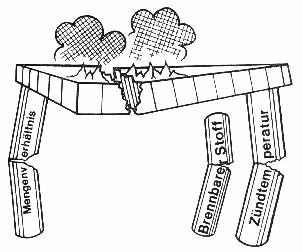 Mengenverhältnis
Brennbarer Stoff
Zündtemperatur